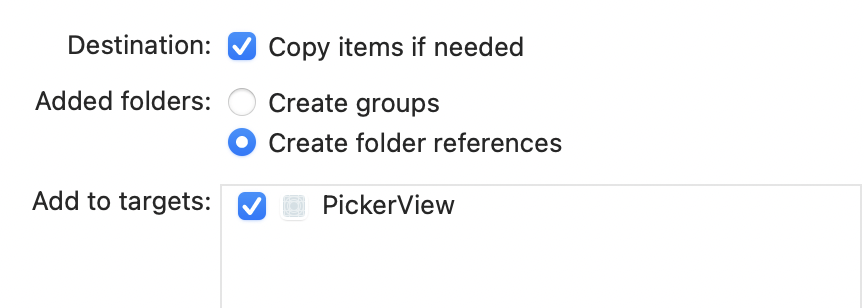 Destination: Copy items if needed
Added folders: Create groups
Create folder references
Add to targets: PickerView